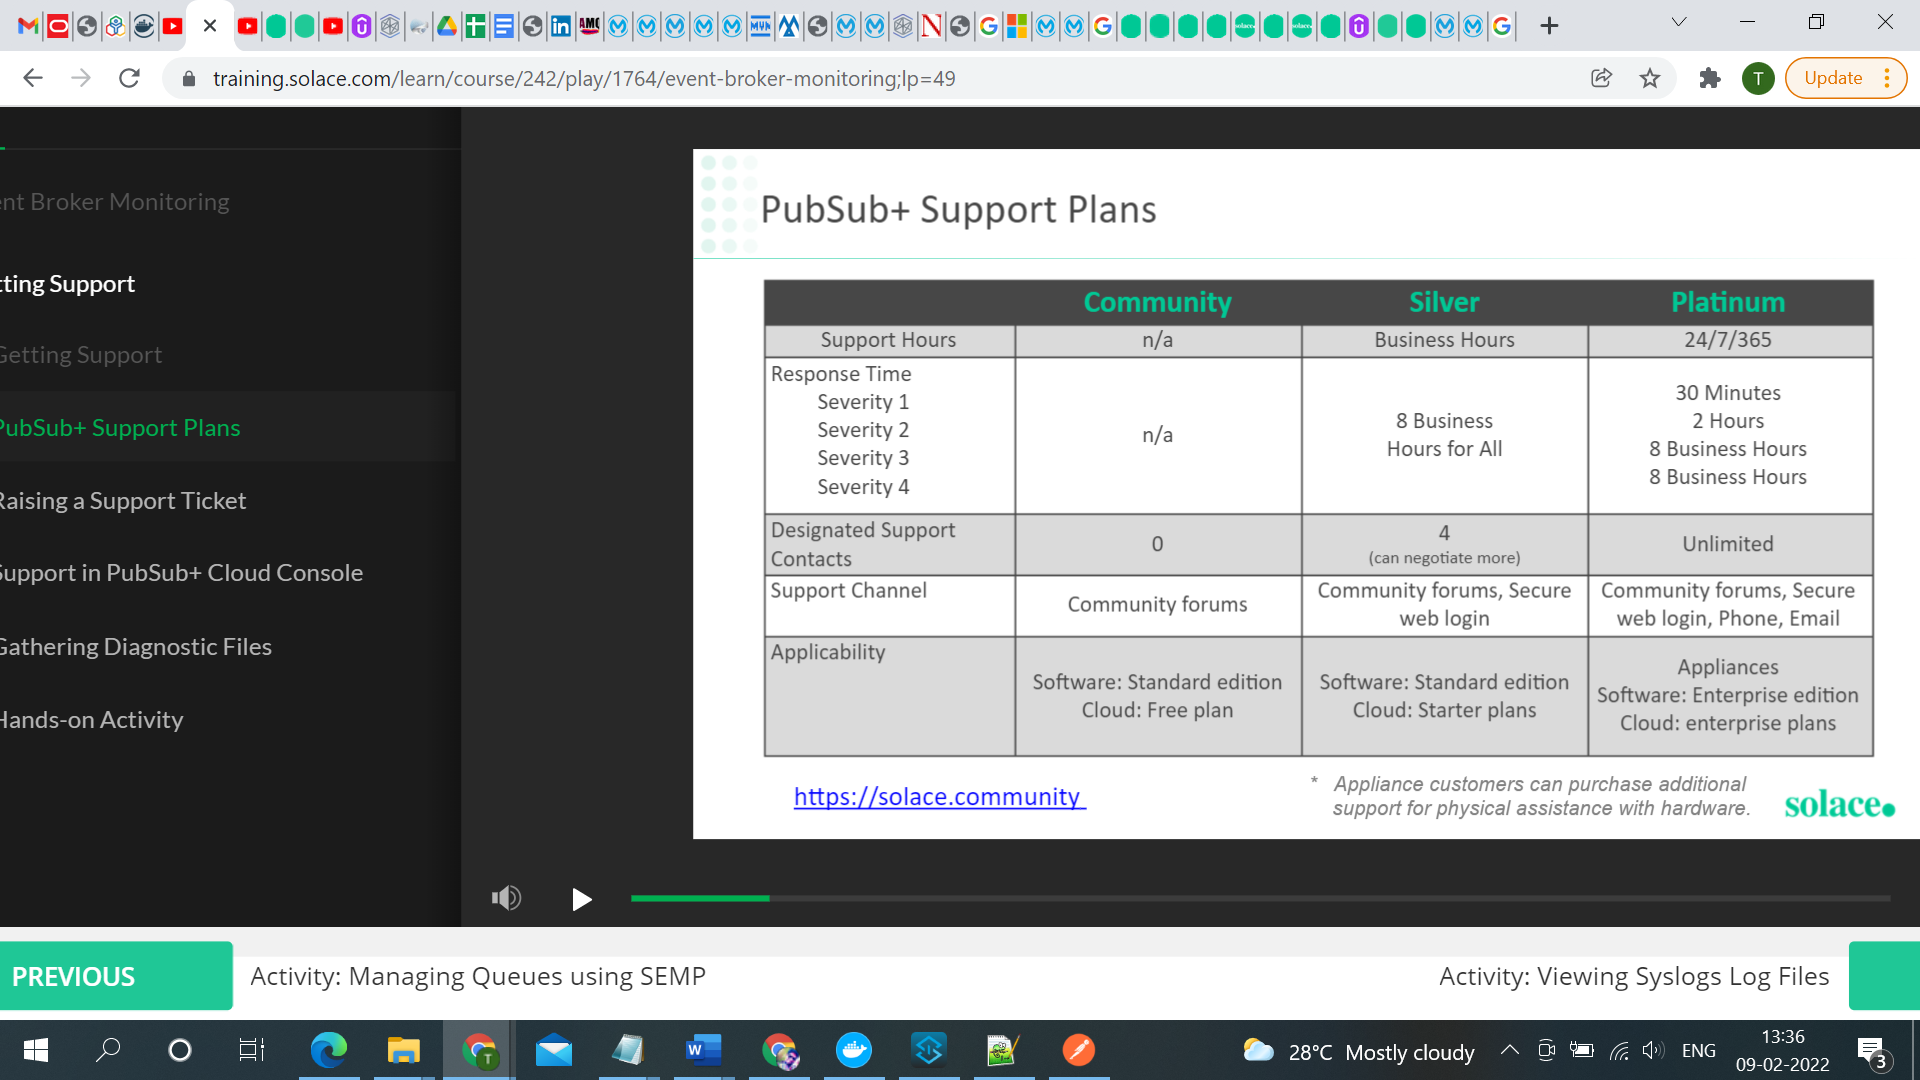 training.solace.com/learn/course/242/play/1764/event-broker-monitoring;lp=49
T
Update
ent Broker Monitoring
tting Support
Getting Support
PubSub+ Support Plans
Raising a Support Ticket
Support in PubSub+ Cloud Console
Gathering Diagnostic Files
Hands-on Activity
PubSub+ Support Plans
Community Silver Platinum
Support Hours n/a Business Hours 24/7/365
Response Time
Severity 1
Severity 2
Severity 3
Severity 4
n/a
8 Business
Hours for All
30 Minutes
2 Hours
8 Business Hours
8 Business Hours
Designated Support
Contacts
0
4
(can negotiate more)
Unlimited
Support Channel
Community forums
Community forums, Secure
web login
Community forums, Secure
web login, Phone, Email
Applicability
Software: Standard edition
Cloud: Free plan
Software: Standard edition
Cloud: Starter plans
Appliances
Software: Enterprise edition
Cloud: enterprise plans
https://solace.community
* Appliance customers can purchase additional
support for physical assistance with hardware.
solace.
PREVIOUS
Activity: Managing Queues using SEMP
Activity: Viewing Syslogs Log Files
28°C Mostly cloudy
ENG
13:36
09-02-2022
3